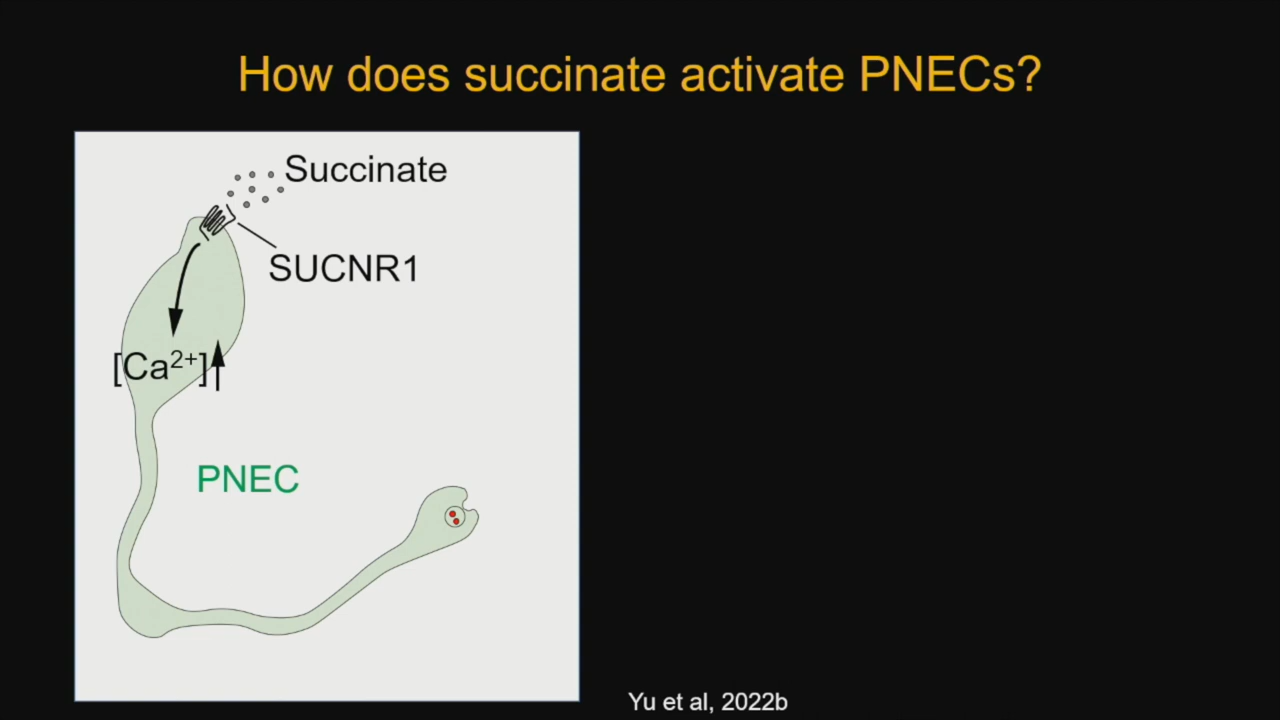 How does succinate activate PNECs?
Succinate
SUCNR1
[Ca²⁺]
PNEC
Yu et al, 2022b